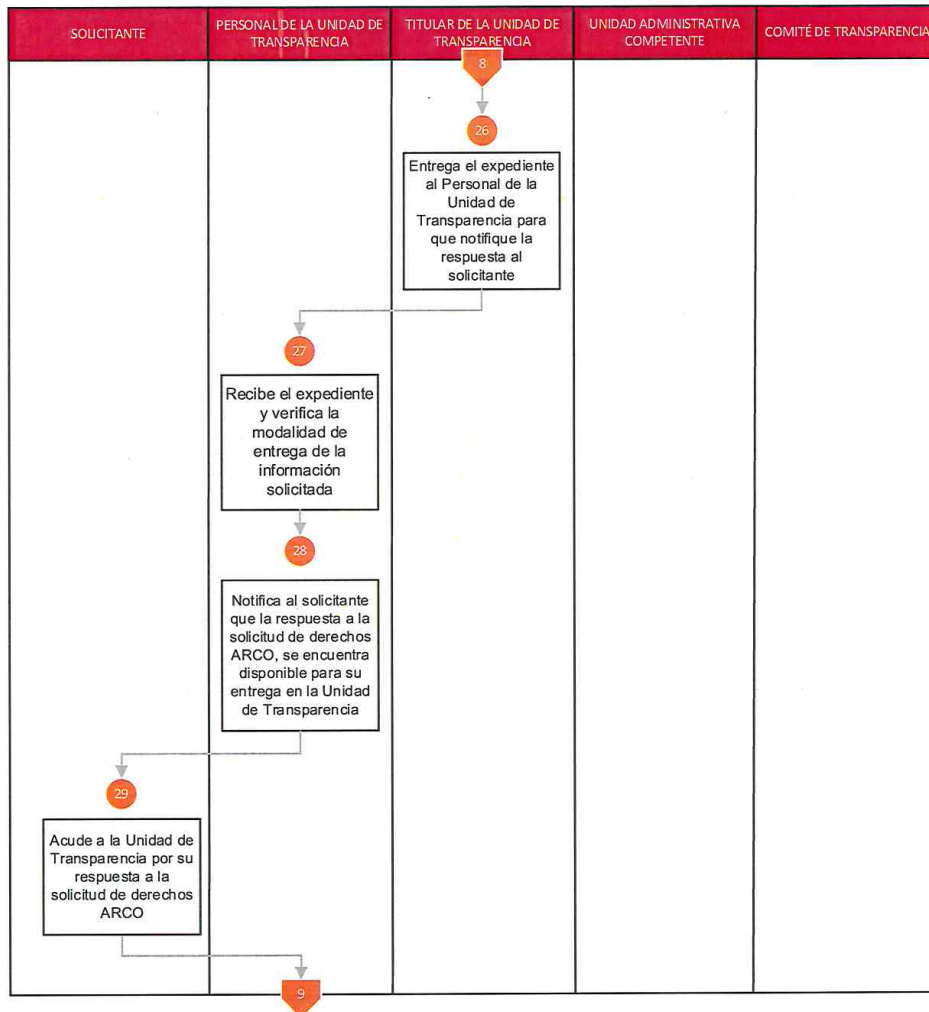 SOLICITANTE
PERSONAL DE LA UNIDAD DE
TRANSPARENCIA
TITULAR DE LA UNIDAD DE
TRANSPARENCIA
UNIDAD ADMINISTRATIVA
COMPETENTE
COMITÉ DE TRANSPARENCIA
8
26
Entrega el expediente
al Personal de la
Unidad de
Transparencia para
que notifique la
respuesta al
solicitante
27
Recibe el expediente
y verifica la
modalidad de
entrega de la
información
solicitada
28
Notifica al solicitante
que la respuesta a la
solicitud de derechos
ARCO, se encuentra
disponible para su
entrega en la Unidad
de Transparencia
29
Acude a la Unidad de
Transparencia por su
respuesta a la
solicitud de derechos
ARCO
9